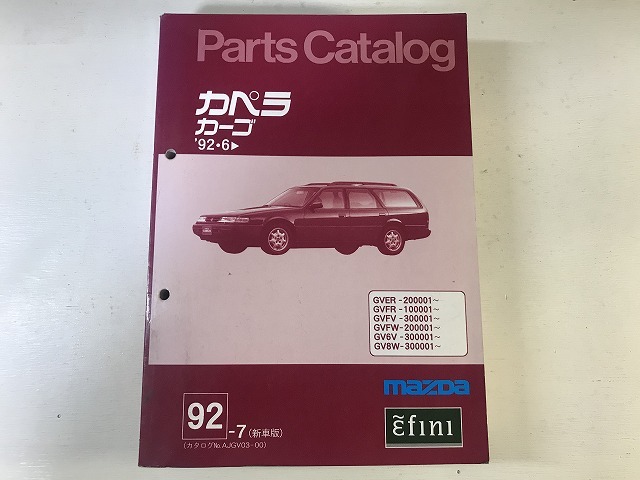 Parts Catalog
カペラ
カーゴ
'92・6▶
GVER -200001~
GVFR -100001~
GVFV -300001~
GVFW-200001~
GV6V -300001~
GV8W-300001~
mazda
92-7(新車版)
ẽfini
(カタログNo.AJGV03-00)